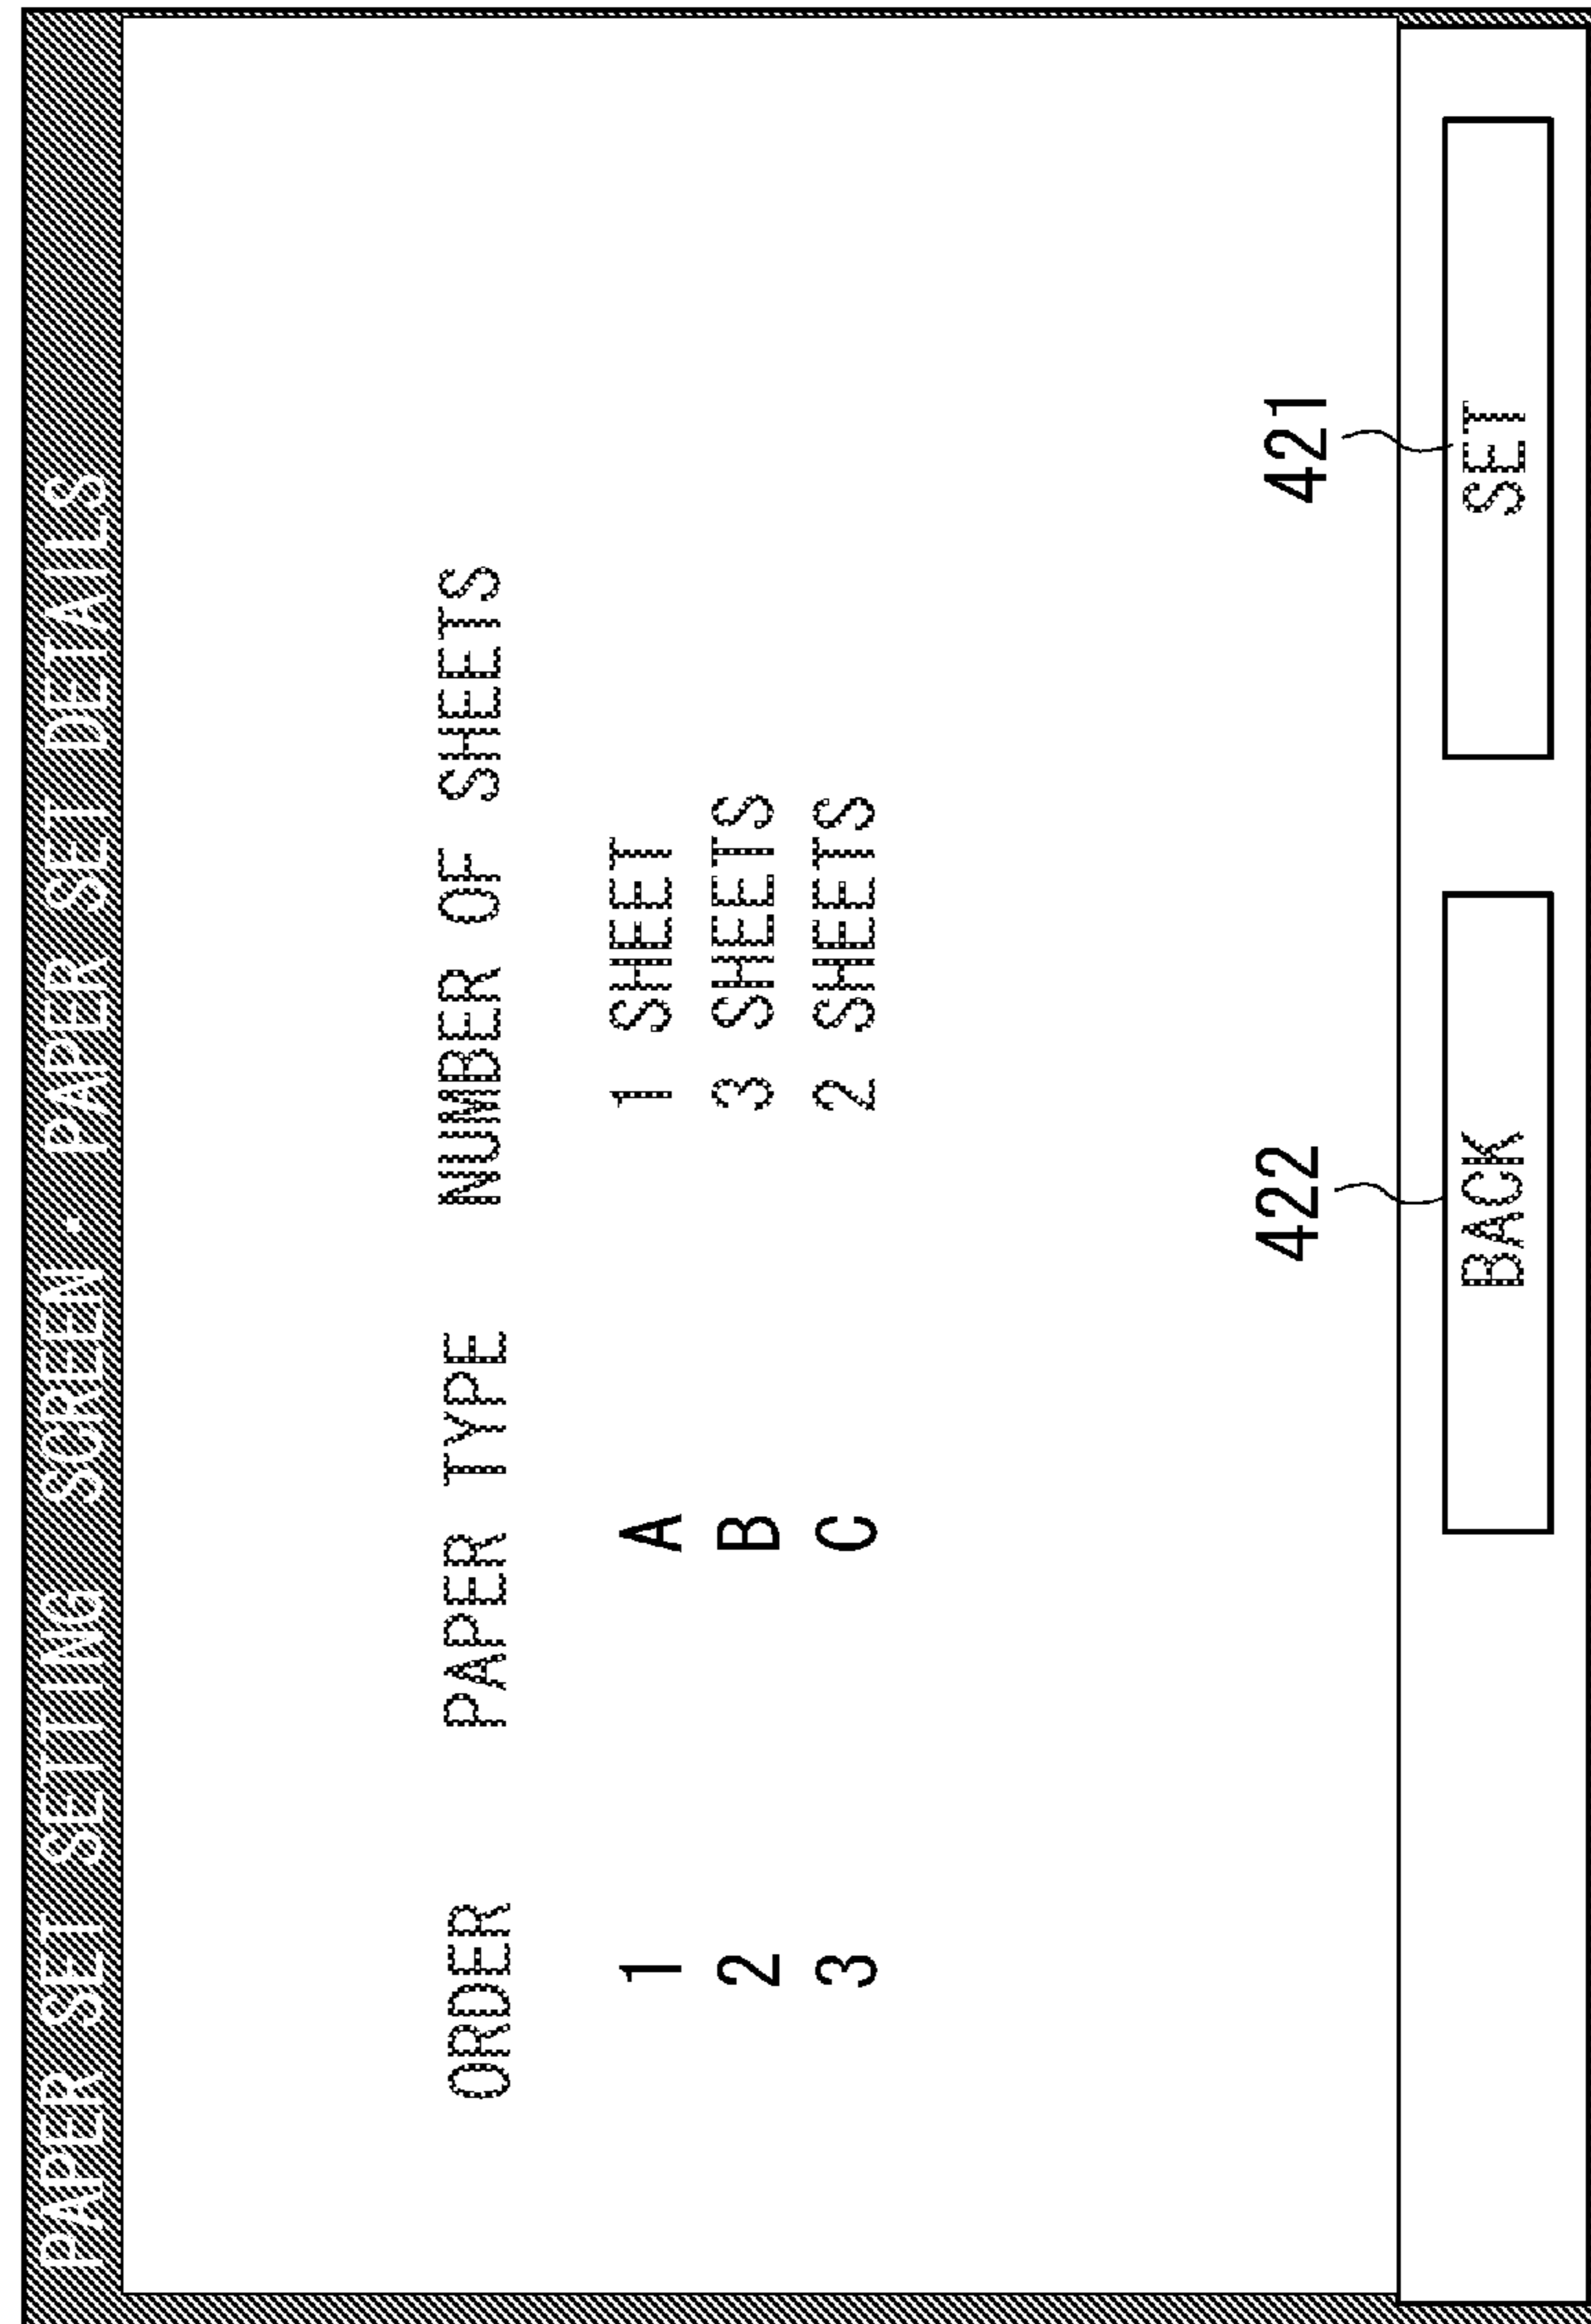 PAPER SET SETTING SCREEN · PAPER SET DETAILS
ORDER PAPER TYPE NUMBER OF SHEETS
1 A 1 SHEET
2 B 3 SHEETS
3 C 2 SHEETS
422 421
BACK SET